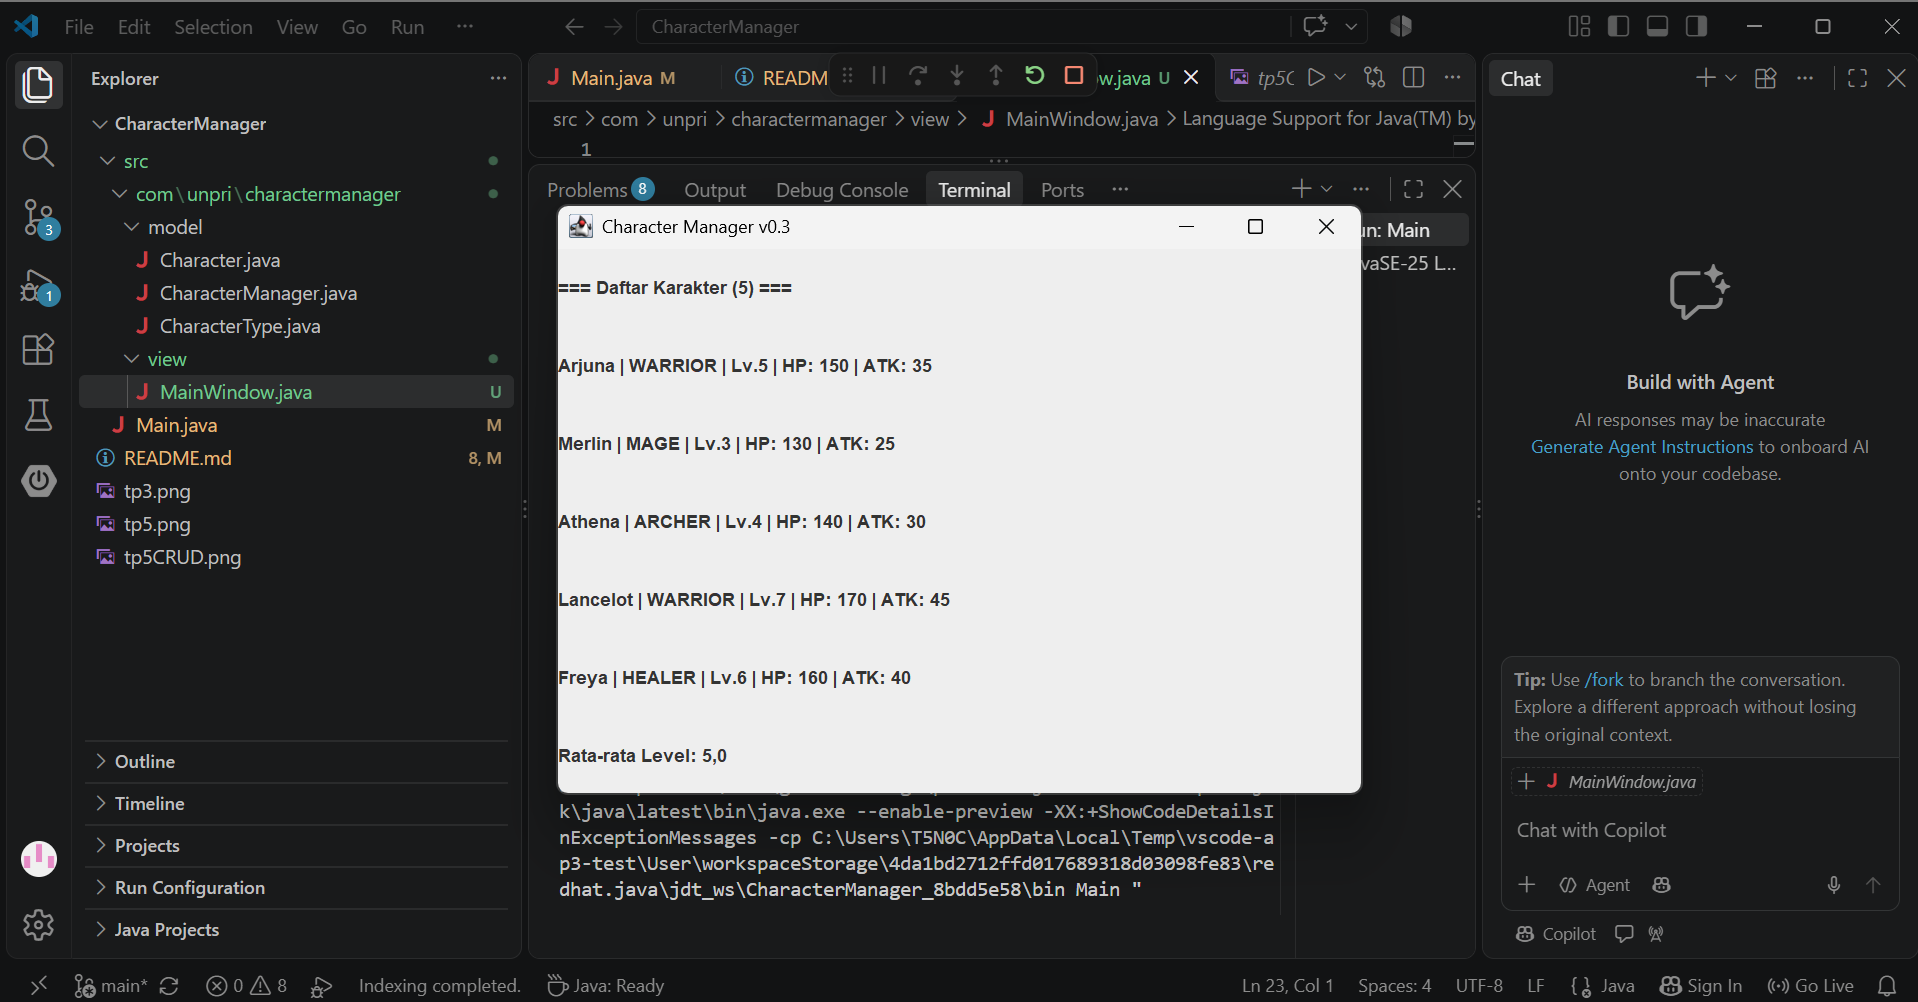 File Edit Selection View Go Run ···
CharacterManager
Explorer
CharacterManager
src
com\unpri\charactermanager
model
Character.java
CharacterManager.java
CharacterType.java
view
MainWindow.java U
Main.java M
README.md 8, M
tp3.png
tp5.png
tp5CRUD.png
Outline
Timeline
Projects
Run Configuration
Java Projects
3
1
Main.java M
READM
w.java U
tp5C
src > com > unpri > charactermanager > view > MainWindow.java > Language Support for Java(TM) by
1
Problems 8 Output Debug Console Terminal Ports ···
un: Main
vaSE-25 L...
Character Manager v0.3
=== Daftar Karakter (5) ===
Arjuna | WARRIOR | Lv.5 | HP: 150 | ATK: 35
Merlin | MAGE | Lv.3 | HP: 130 | ATK: 25
Athena | ARCHER | Lv.4 | HP: 140 | ATK: 30
Lancelot | WARRIOR | Lv.7 | HP: 170 | ATK: 45
Freya | HEALER | Lv.6 | HP: 160 | ATK: 40
Rata-rata Level: 5,0
k\java\latest\bin\java.exe --enable-preview -XX:+ShowCodeDetailsI
nExceptionMessages -cp C:\Users\T5N0C\AppData\Local\Temp\vscode-a
p3-test\User\workspaceStorage\4da1bd2712ffd017689318d03098fe83\re
dhat.java\jdt_ws\CharacterManager_8bdd5e58\bin Main "
Chat
Build with Agent
AI responses may be inaccurate
Generate Agent Instructions to onboard AI
onto your codebase.
Tip: Use /fork to branch the conversation.
Explore a different approach without losing
the original context.
MainWindow.java
Chat with Copilot
Agent
Copilot
main* 0 8 Indexing completed. Java: Ready
Ln 23, Col 1 Spaces: 4 UTF-8 LF Java Sign In Go Live